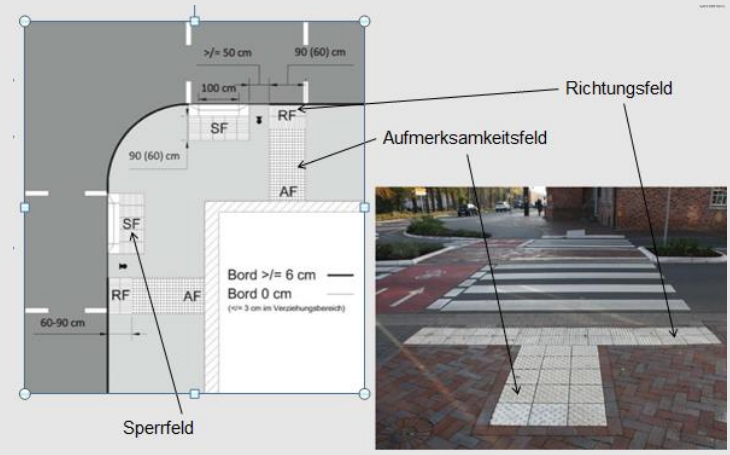 >/= 50 cm
90 (60) cm
100 cm
RF
SF
90 (60) cm
AF
SF
RF
AF
60-90 cm
Bord >/= 6 cm
Bord 0 cm
(</= 3 cm im Verziehungsbereich)
Richtungsfeld
Aufmerksamkeitsfeld
Sperrfeld